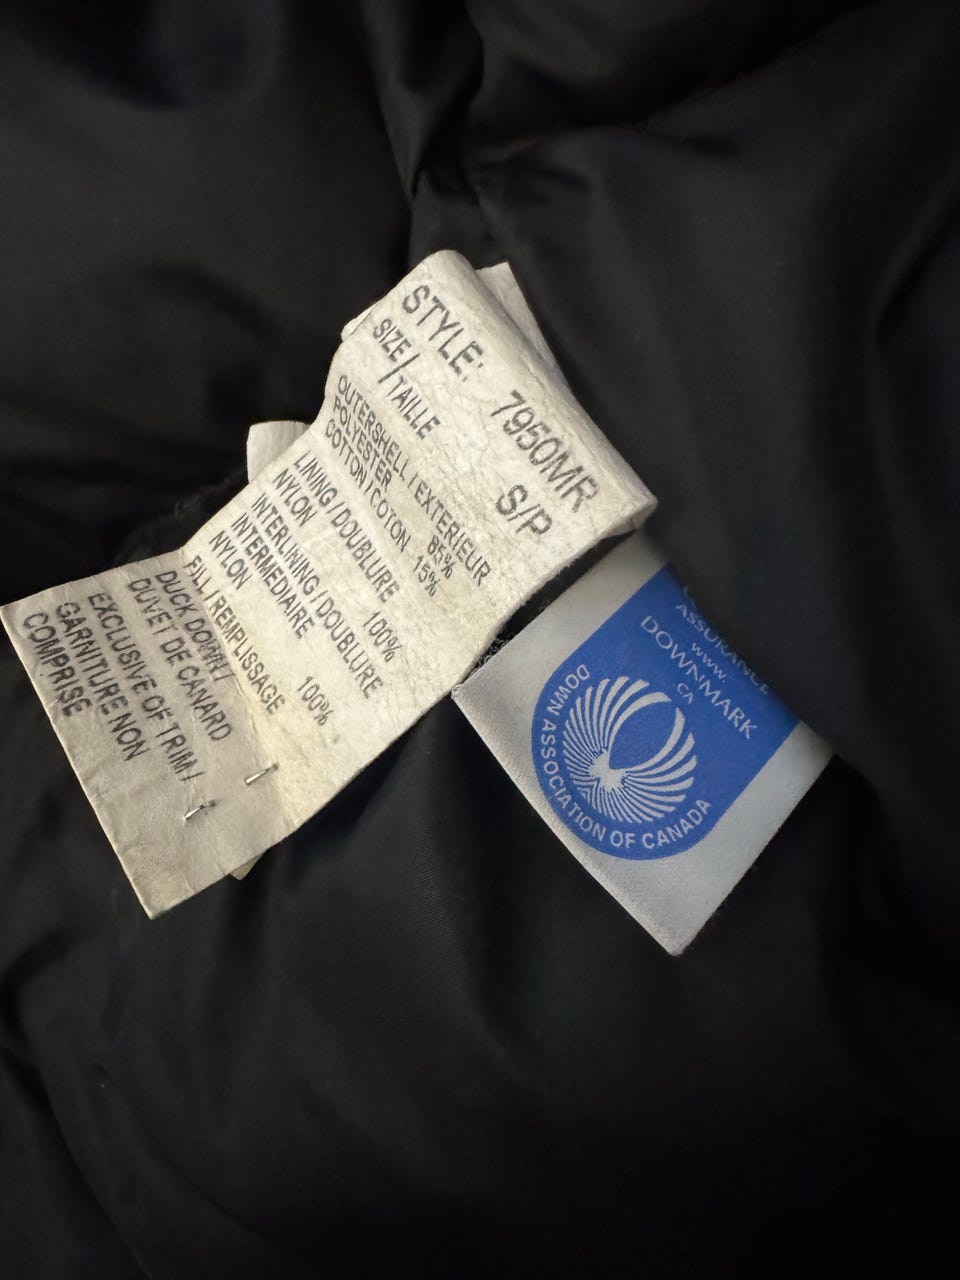 STYLE: 7950MR
SIZE / TAILLE S/P
OUTERSHELL / EXTERIEUR
POLYESTER 85%
COTTON / COTON 15%
LINING / DOUBLURE
NYLON 100%
INTERLINING / DOUBLURE
INTERMEDIAIRE
NYLON 100%
FILL / REMPLISSAGE
DUCK DOWN /
DUVET DE CANARD
EXCLUSIVE OF TRIM /
GARNITURE NON
COMPRISE
ASSURANCE
www.
DOWNMARK
.CA
DOWN ASSOCIATION OF CANADA